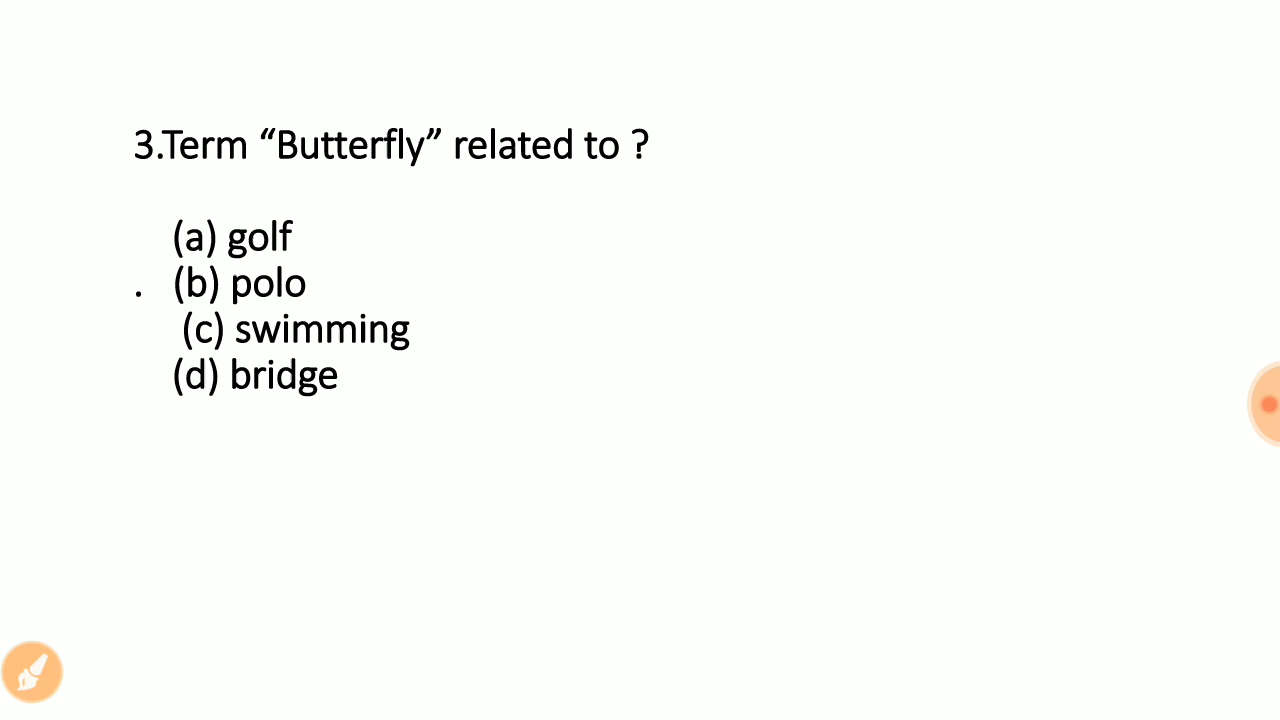 3.Term “Butterfly” related to ?
(a) golf
. (b) polo
(c) swimming
(d) bridge